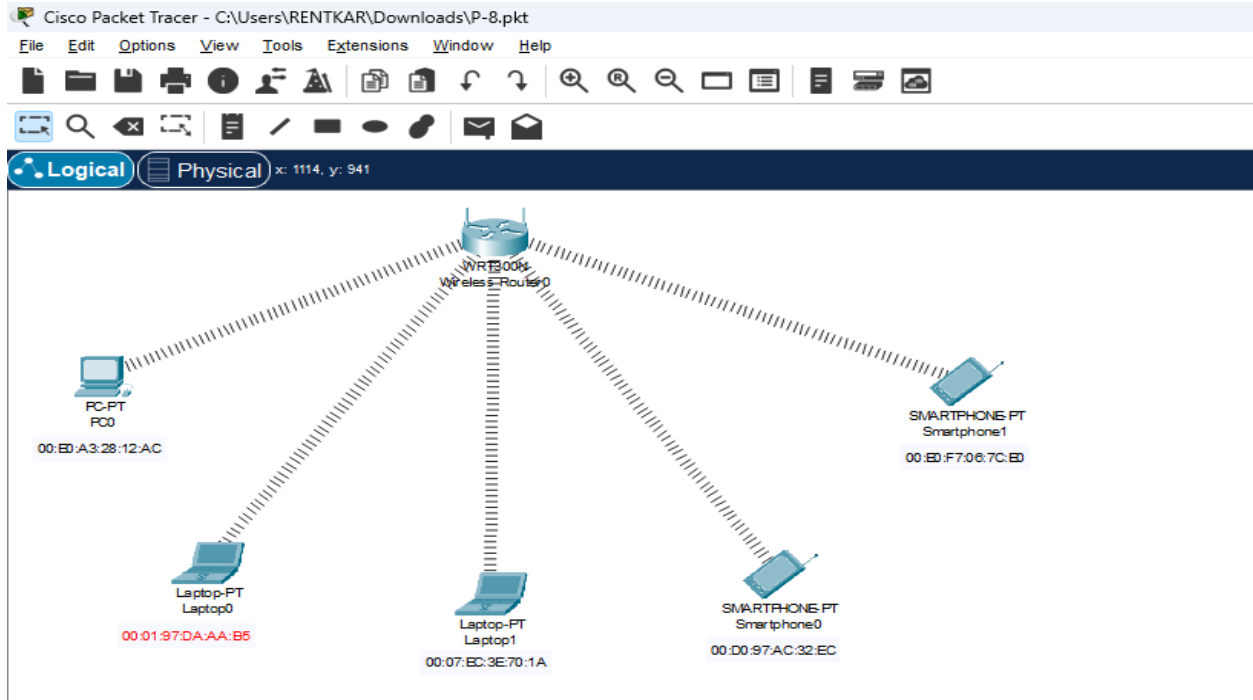 Cisco Packet Tracer - C:\Users\RENTKAR\Downloads\P-8.pkt
File Edit Options View Tools Extensions Window Help
Logical Physical x: 1114, y: 941
WRT300N
Wireless Router0
PC-PT
PC0
00:E0:A3:28:12:AC
SMARTPHONE-PT
Smartphone1
00:E0:F7:06:7C:E0
Laptop-PT
Laptop0
00:01:97:DA:AA:B5
Laptop-PT
Laptop1
00:07:EC:3E:70:1A
SMARTPHONE-PT
Smartphone0
00:D0:97:AC:32:EC